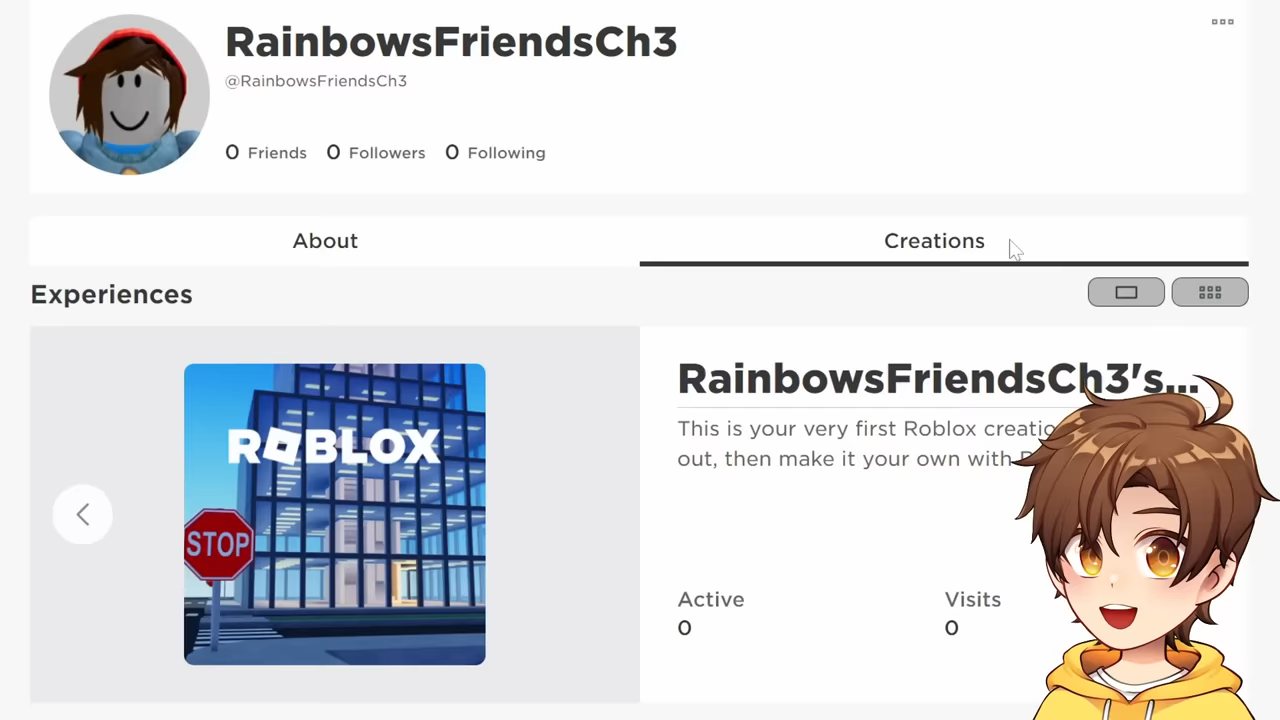 RainbowsFriendsCh3
@RainbowsFriendsCh3
0 Friends 0 Followers 0 Following
About Creations
Experiences
ROBLOX
STOP
RainbowsFriendsCh3's...
This is your very first Roblox creatio
out, then make it your own with
Active Visits
0 0